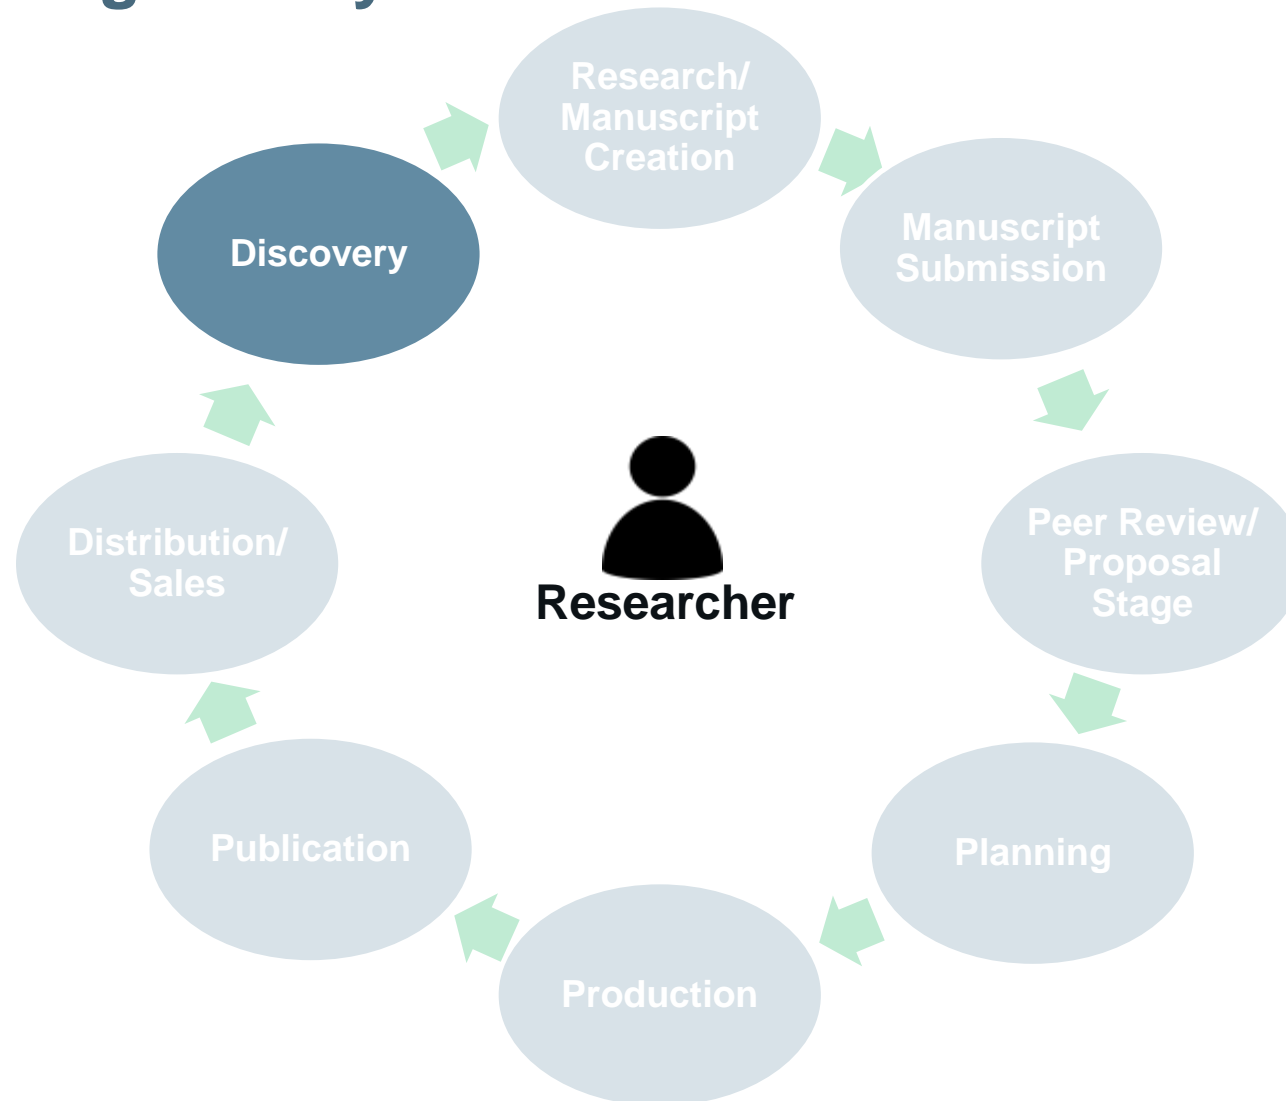 Research/
Manuscript
Creation
Manuscript
Submission
Peer Review/
Proposal
Stage
Planning
Production
Publication
Distribution/
Sales
Discovery
Researcher